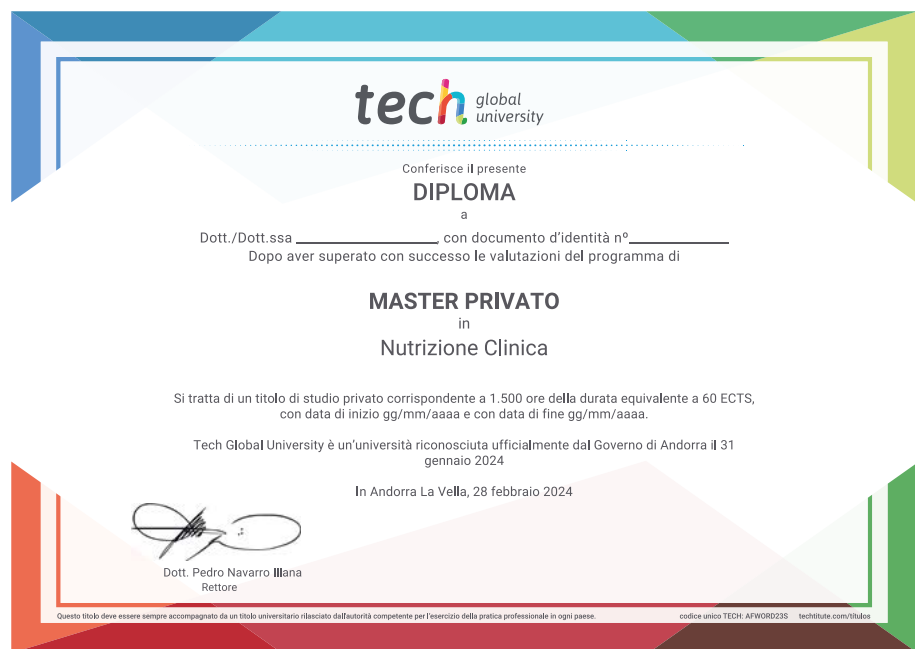 tech global university
Conferisce il presente
DIPLOMA
a
Dott./Dott.ssa ____________________, con documento d'identità nº______________
Dopo aver superato con successo le valutazioni del programma di
MASTER PRIVATO
in
Nutrizione Clinica
Si tratta di un titolo di studio privato corrispondente a 1.500 ore della durata equivalente a 60 ECTS,
con data di inizio gg/mm/aaaa e con data di fine gg/mm/aaaa.
Tech Global University è un'università riconosciuta ufficialmente dal Governo di Andorra il 31
gennaio 2024
In Andorra La Vella, 28 febbraio 2024
Dott. Pedro Navarro Illana
Rettore
Questo titolo deve essere sempre accompagnato da un titolo universitario rilasciato dall'autorità competente per l'esercizio della pratica professionale in ogni paese.
codice unico TECH: AFWORD23S techtitute.com/titulos